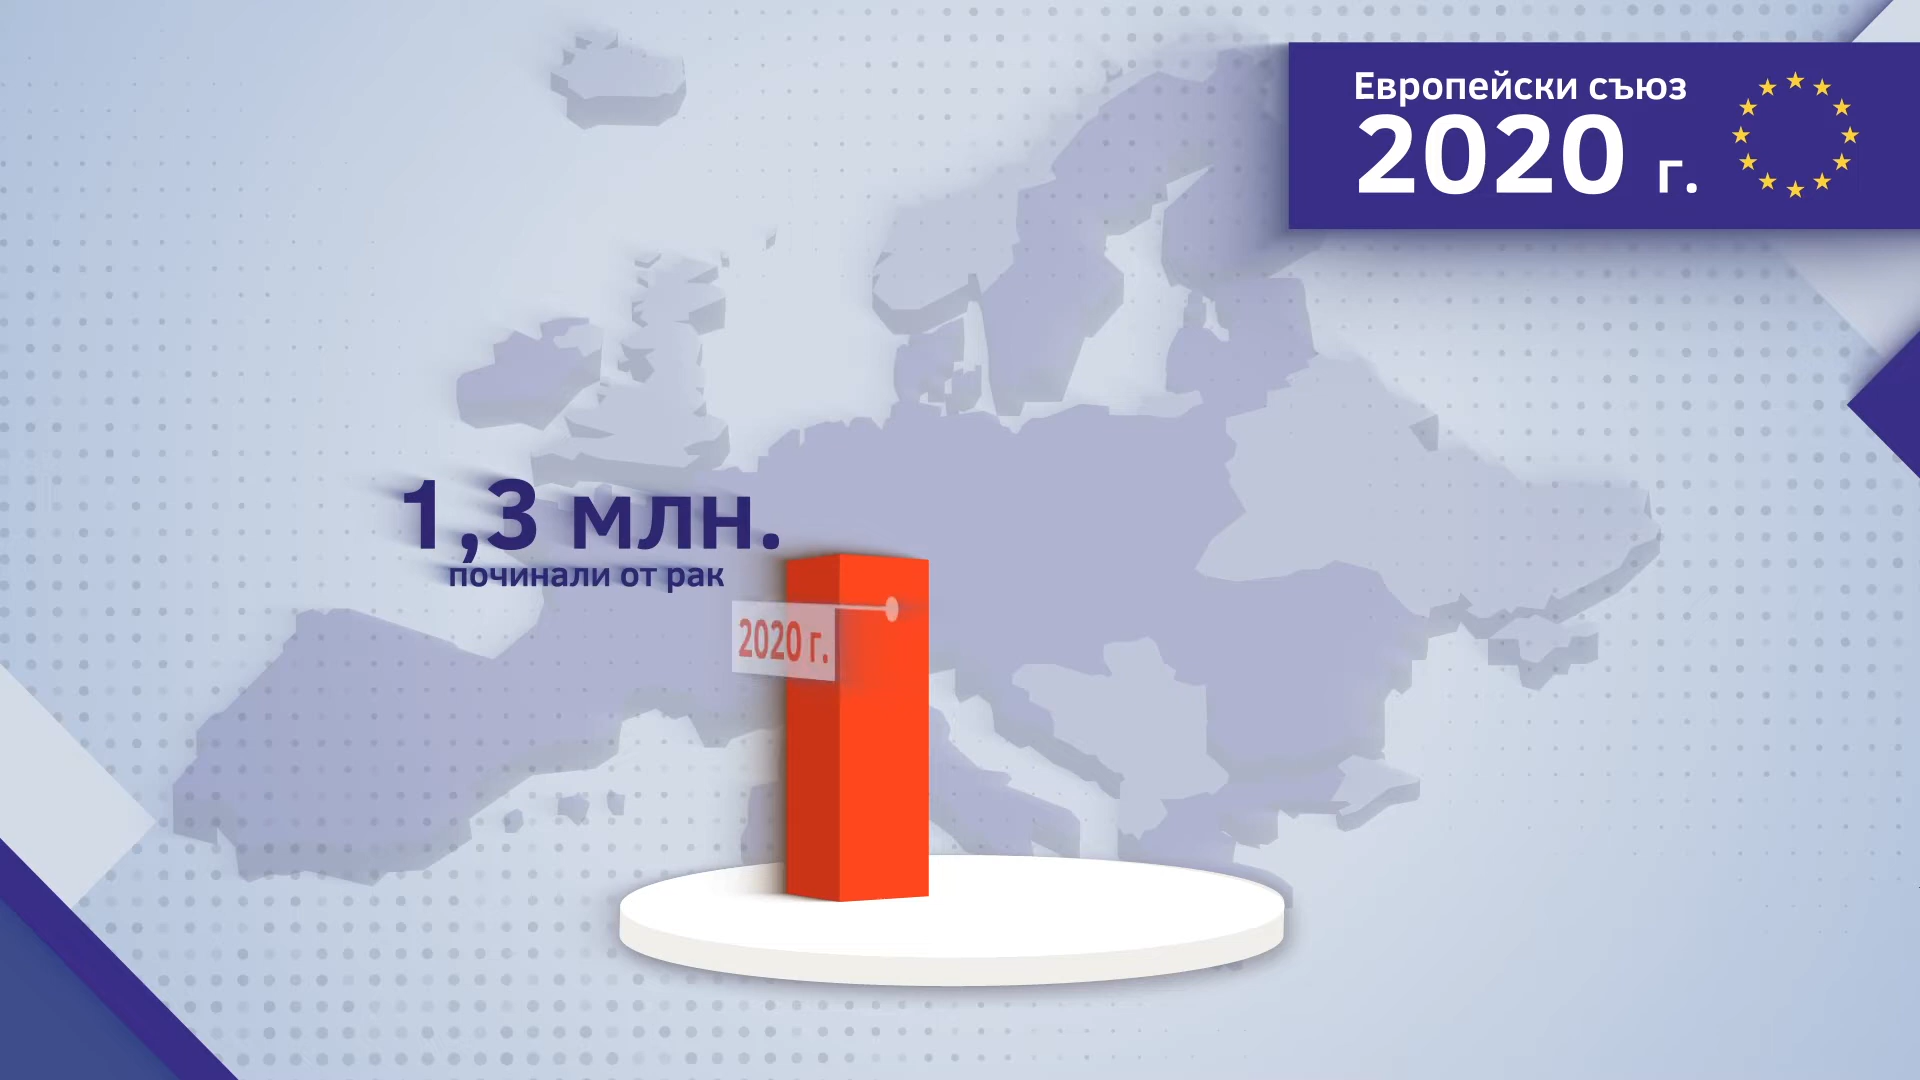 Европейски съюз
2020 г.
1,3 млн.
починали от рак
2020 г.